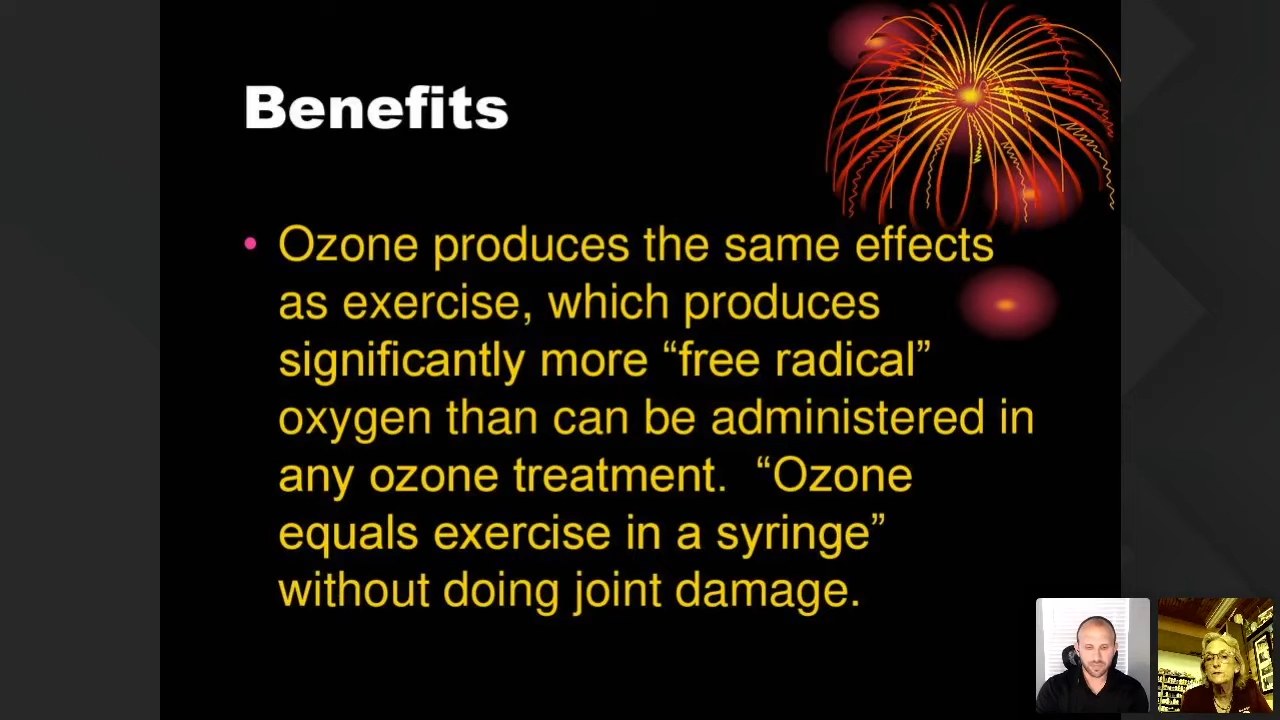 Benefits
• Ozone produces the same effects
as exercise, which produces
significantly more “free radical”
oxygen than can be administered in
any ozone treatment.  “Ozone
equals exercise in a syringe”
without doing joint damage.